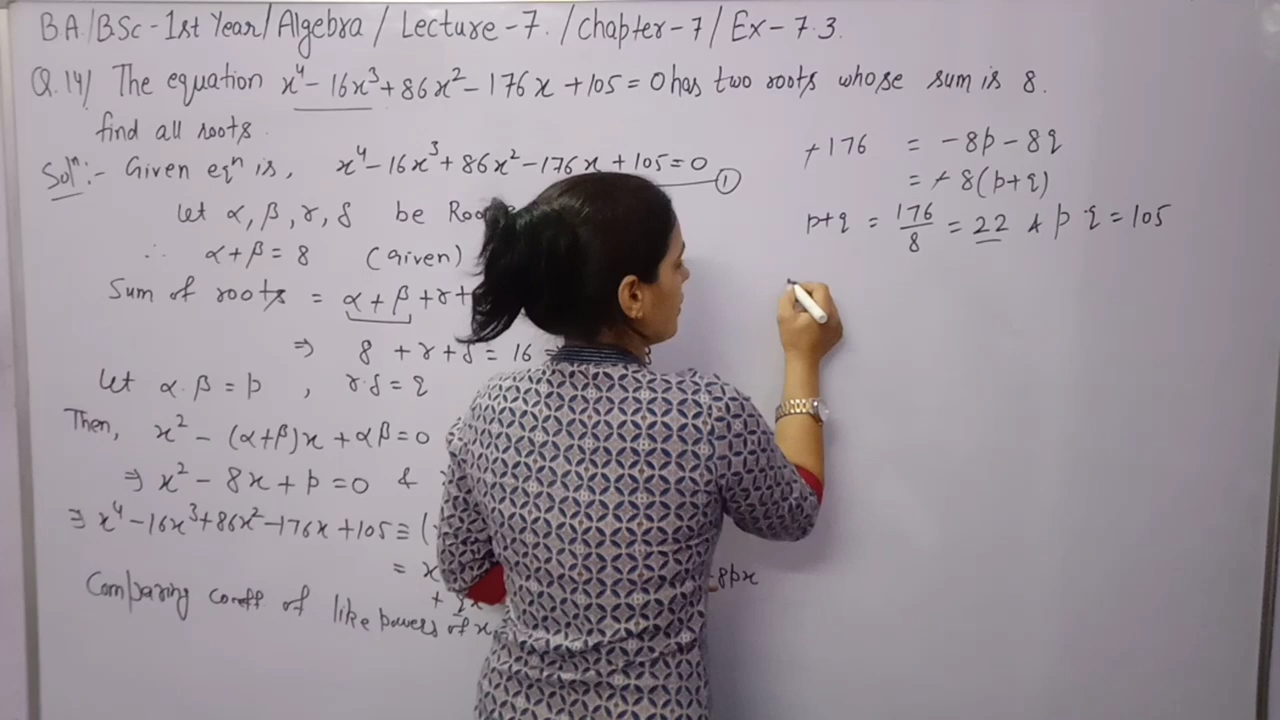 BA/BSc-1st Year/Algebra/ Lecture-7. /Chapter-7/ Ex-7.3.
Q.14/ The equation x⁴-16x³+86x²-176x+105=0 has two roots whose sum is 8.
find all roots.
Solⁿ:- Given eqⁿ is, x⁴-16x³+86x²-176x+105=0 ①
Let α, β, γ, δ be
∴ α+β=8 (Given)
Sum of roots = α+β+γ+
⇒ 8+γ+δ=16
Let α.β=p , γ.δ=q
Then, x²-(α+β)x+αβ=0
⇒ x²-8x+p=0 &
⇒ x⁴-16x³+86x²-176x+105≡(
= x
+ qx
-8px
Comparing coeff of like powers of x,
+176 = -8p-8q
= -8(p+q)
p+q = 176/8 = 22 & p q=105